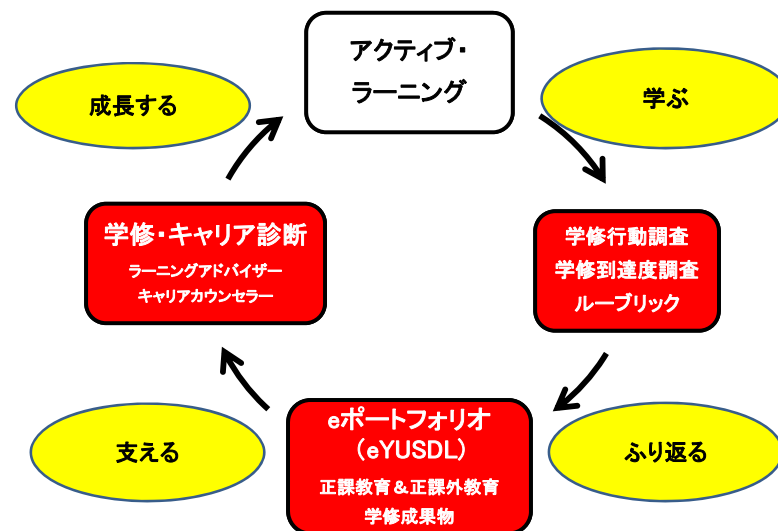 アクティブ・
ラーニング
学ぶ
学修行動調査
学修到達度調査
ルーブリック
ふり返る
eポートフォリオ
(eYUSDL)
正課教育&正課外教育
学修成果物
支える
学修・キャリア診断
ラーニングアドバイザー
キャリアカウンセラー
成長する